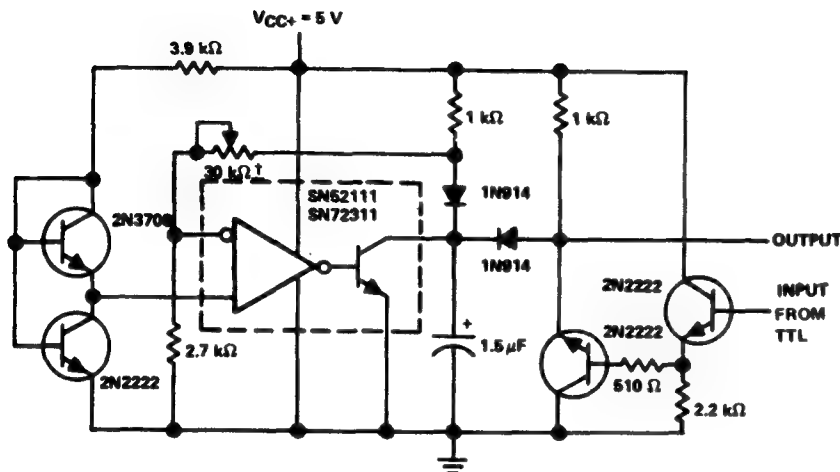 VCC+ = 5 V
3.9 kΩ
1 kΩ
1 kΩ
30 kΩ †
SN52111
SN72311
1N914
2N3708
1N914
OUTPUT
2N2222
INPUT
FROM
TTL
2N2222
+
1.5 µF
2.7 kΩ
510 Ω
2N2222
2.2 kΩ